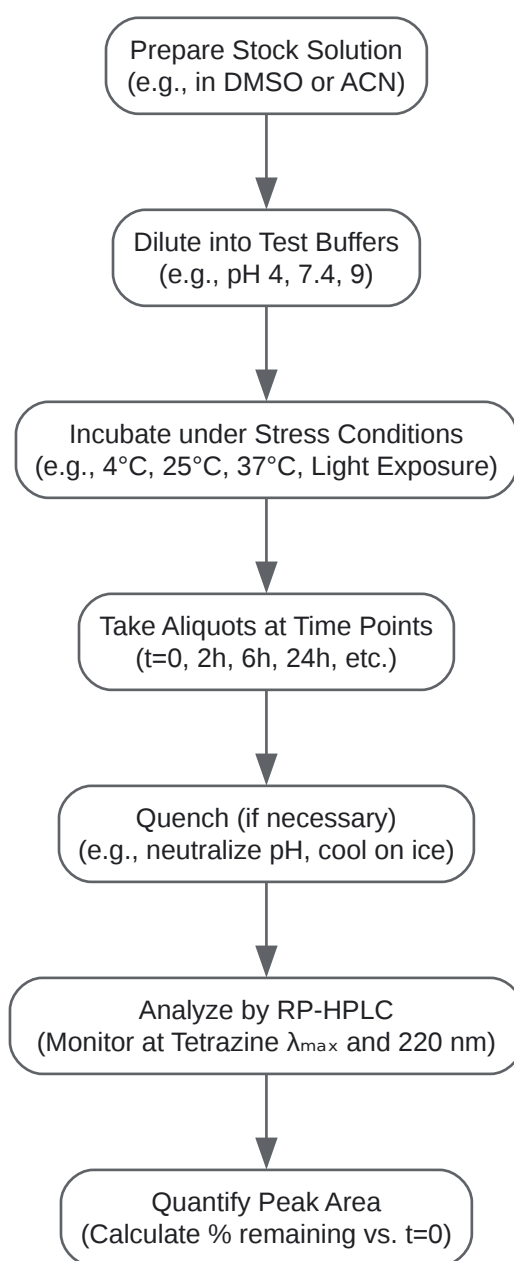 Prepare Stock Solution
(e.g., in DMSO or ACN)
Dilute into Test Buffers
(e.g., pH 4, 7.4, 9)
Incubate under Stress Conditions
(e.g., 4°C, 25°C, 37°C, Light Exposure)
Take Aliquots at Time Points
(t=0, 2h, 6h, 24h, etc.)
Quench (if necessary)
(e.g., neutralize pH, cool on ice)
Analyze by RP-HPLC
(Monitor at Tetrazine λₘₐₓ and 220 nm)
Quantify Peak Area
(Calculate % remaining vs. t=0)